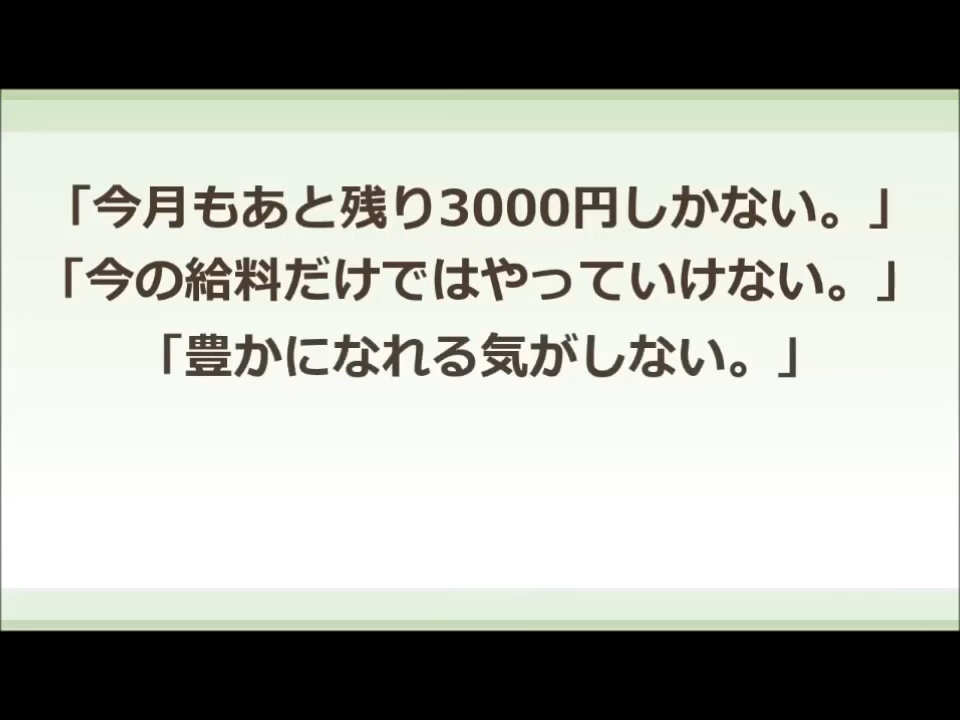 「今月もあと残り3000円しかない。」
「今の給料だけではやっていけない。」
「豊かになれる気がしない。」